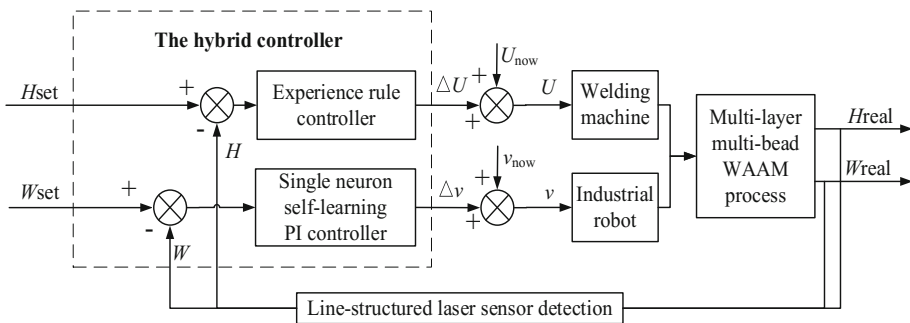 The hybrid controller
Hset
+
-
H
Experience rule
controller
△U
+
+
Unow
U
Welding
machine
Multi-layer
multi-bead
WAAM
process
Hreal
Wreal
Wset
+
-
W
Single neuron
self-learning
PI controller
△v
+
+
vnow
v
Industrial
robot
Line-structured laser sensor detection